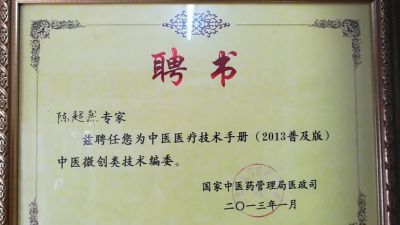 聘书
陈超然专家
兹聘任您为中医医疗技术手册（2013普及版）
中医微创类技术编委。
国家中医药管理局医政司
二〇一三年一月